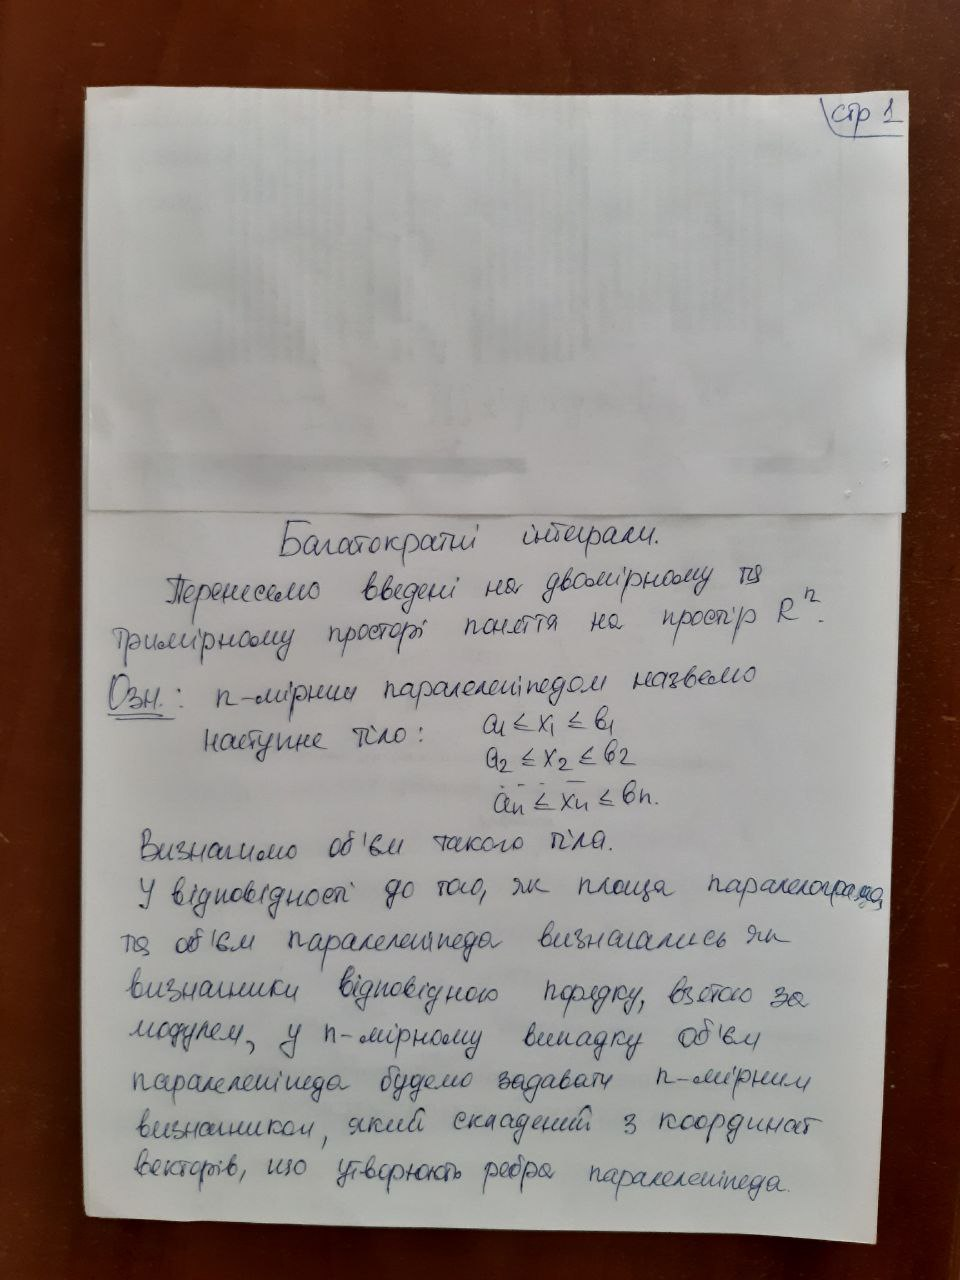 стр 1
Багатократні інтеграли.
Перенесемо введені на двомірному та
тримірному просторі поняття на простір Rⁿ.
Озн.: n-мірним паралелепіпедом назвемо
наступне тіло: a₁ ≤ x₁ ≤ b₁
a₂ ≤ x₂ ≤ b₂
aₙ ≤ xₙ ≤ bₙ.
Визначимо об'єм такого тіла.
У відповідності до того, як площа паралелограма,
та об'єм паралелепіпеда визначались як
визначники відповідного порядку, взятою за
модулем, у n-мірному випадку об'єм
паралелепіпеда будемо задавати n-мірним
визначником, який складений з координат
векторів, що утворюють ребра паралелепіпеда.